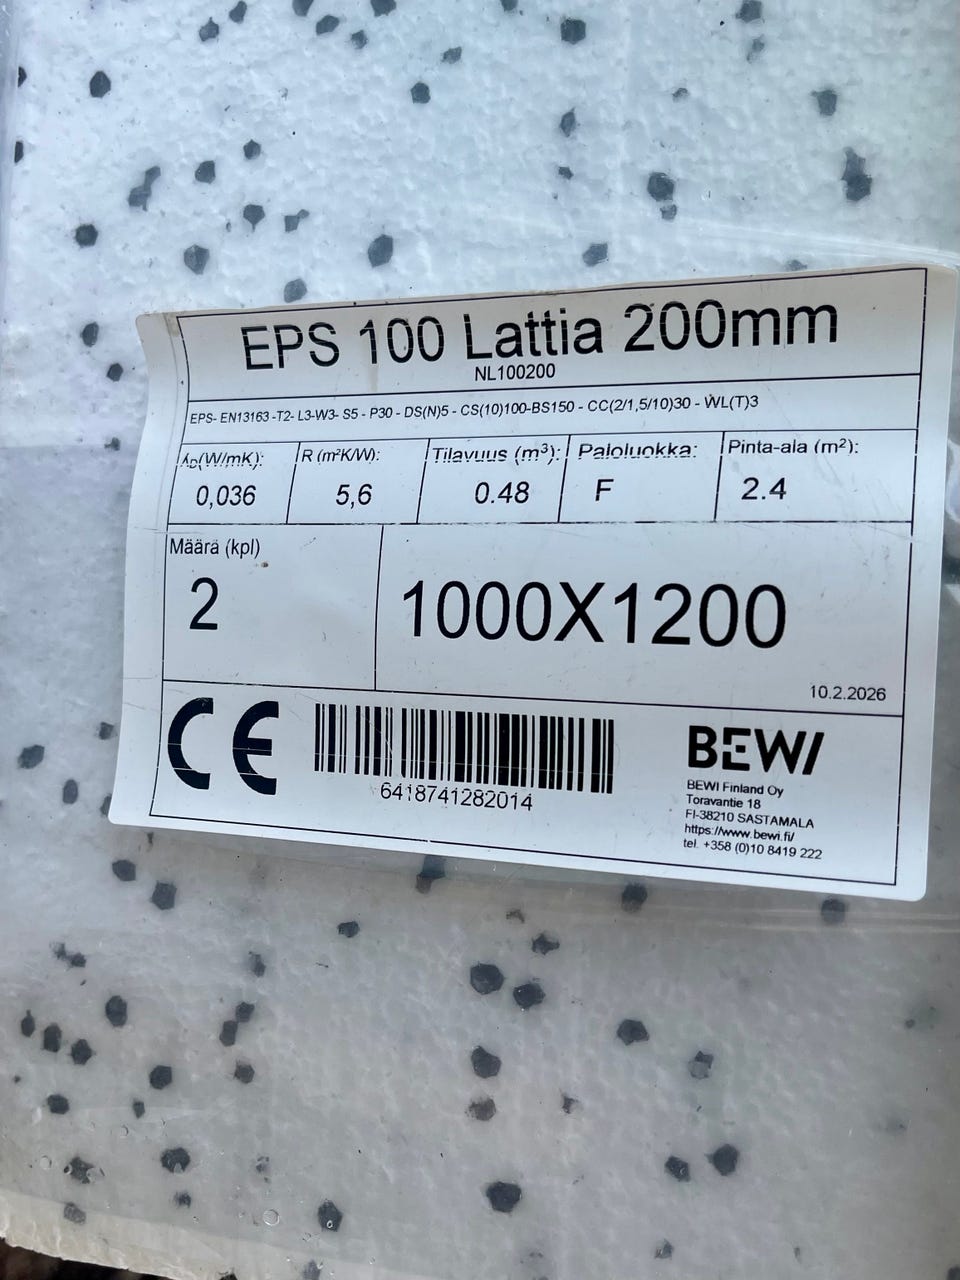 EPS 100 Lattia 200mm
NL100200
EPS- EN13163 -T2- L3-W3- S5 - P30 - DS(N)5 - CS(10)100-BS150 - CC(2/1,5/10)30 - WL(T)3
λD(W/mK): R (m²K/W): Tilavuus (m³): Paloluokka: Pinta-ala (m²):
0,036 5,6 0.48 F 2.4
Määrä (kpl)
2 1000X1200
10.2.2026
CE
6418741282014
BEWI
BEWI Finland Oy
Toravantie 18
FI-38210 SASTAMALA
https://www.bewi.fi/
tel. +358 (0)10 8419 222